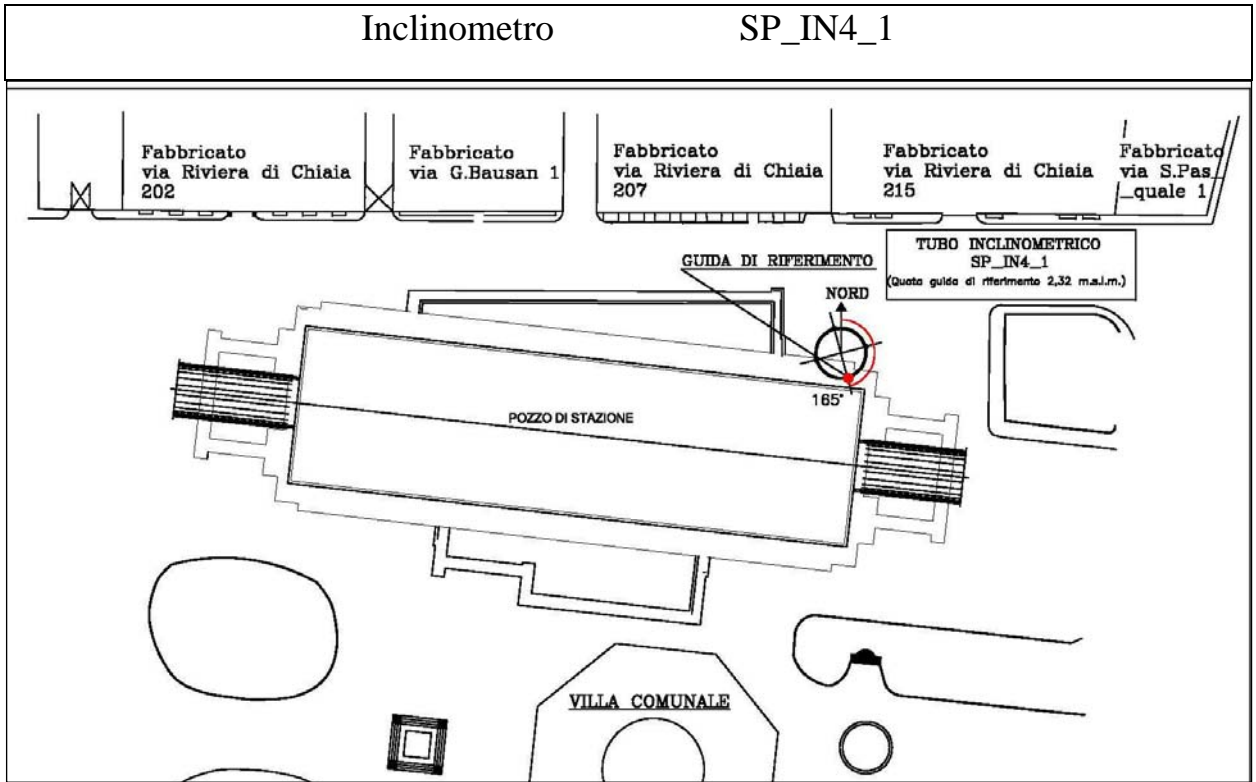 Inclinometro SP_IN4_1
Fabbricato
via Riviera di Chiaia
202
Fabbricato
via G.Bausan 1
Fabbricato
via Riviera di Chiaia
207
Fabbricato
via Riviera di Chiaia
215
Fabbricato
via S.Pas_
_quale 1
TUBO INCLINOMETRICO
SP_IN4_1
(Quota guida di riferimento 2,32 m.s.l.m.)
GUIDA DI RIFERIMENTO
NORD
165°
POZZO DI STAZIONE
VILLA COMUNALE